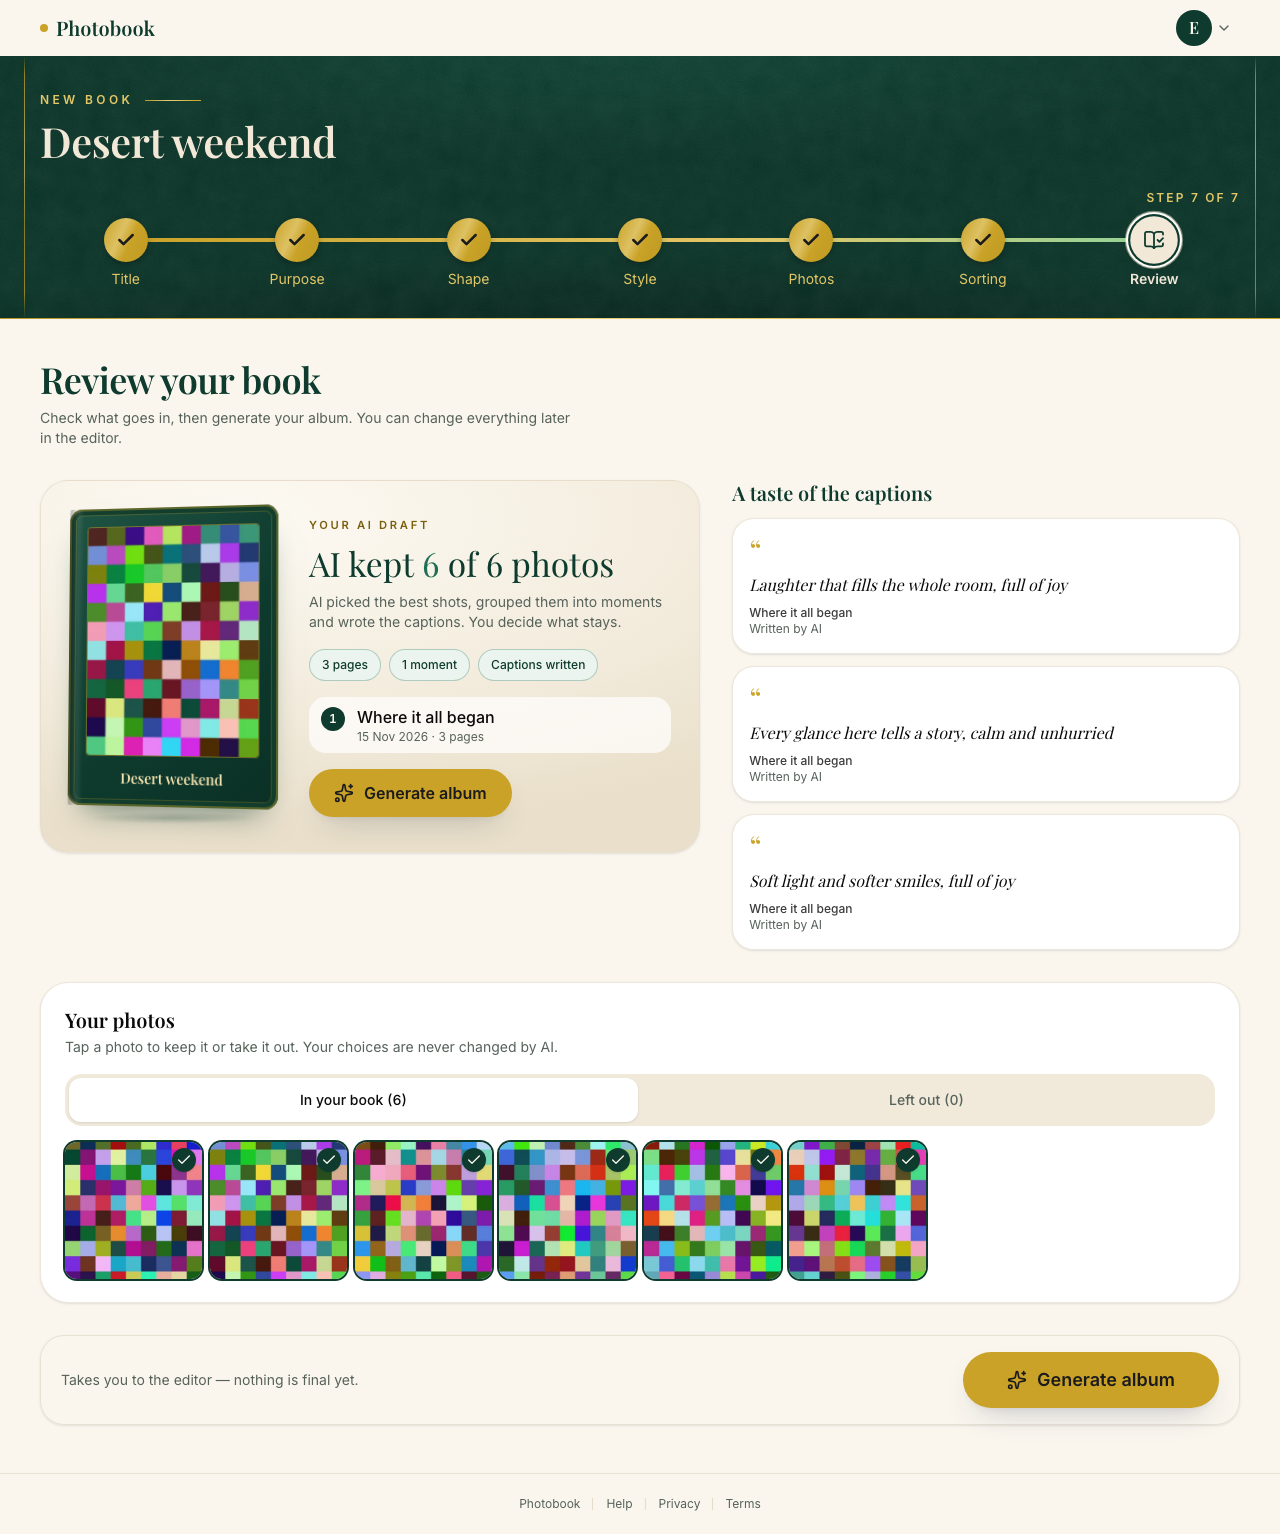 Photobook
E
NEW BOOK
Desert weekend
STEP 7 OF 7
Title
Purpose
Shape
Style
Photos
Sorting
Review
Review your book
Check what goes in, then generate your album. You can change everything later
in the editor.
Desert weekend
YOUR AI DRAFT
AI kept 6 of 6 photos
AI picked the best shots, grouped them into moments
and wrote the captions. You decide what stays.
3 pages
1 moment
Captions written
1
Where it all began
15 Nov 2026 · 3 pages
Generate album
A taste of the captions
“
Laughter that fills the whole room, full of joy
Where it all began
Written by AI
“
Every glance here tells a story, calm and unhurried
Where it all began
Written by AI
“
Soft light and softer smiles, full of joy
Where it all began
Written by AI
Your photos
Tap a photo to keep it or take it out. Your choices are never changed by AI.
In your book (6)
Left out (0)
Takes you to the editor — nothing is final yet.
Generate album
Photobook
Help
Privacy
Terms